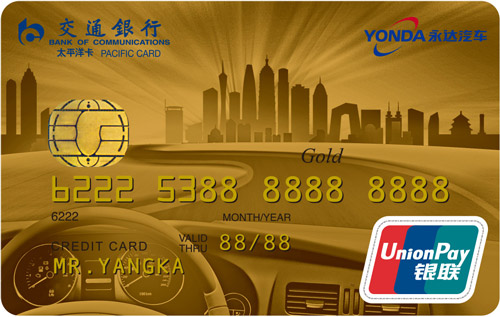 交通銀行
BANK OF COMMUNICATIONS
太平洋卡 PACIFIC CARD
YONDA 永达汽车
Gold
6222 5388 8888 8888
6222
MONTH/YEAR
CREDIT CARD VALID THRU 88/88
MR.YANGKA
UnionPay
银联